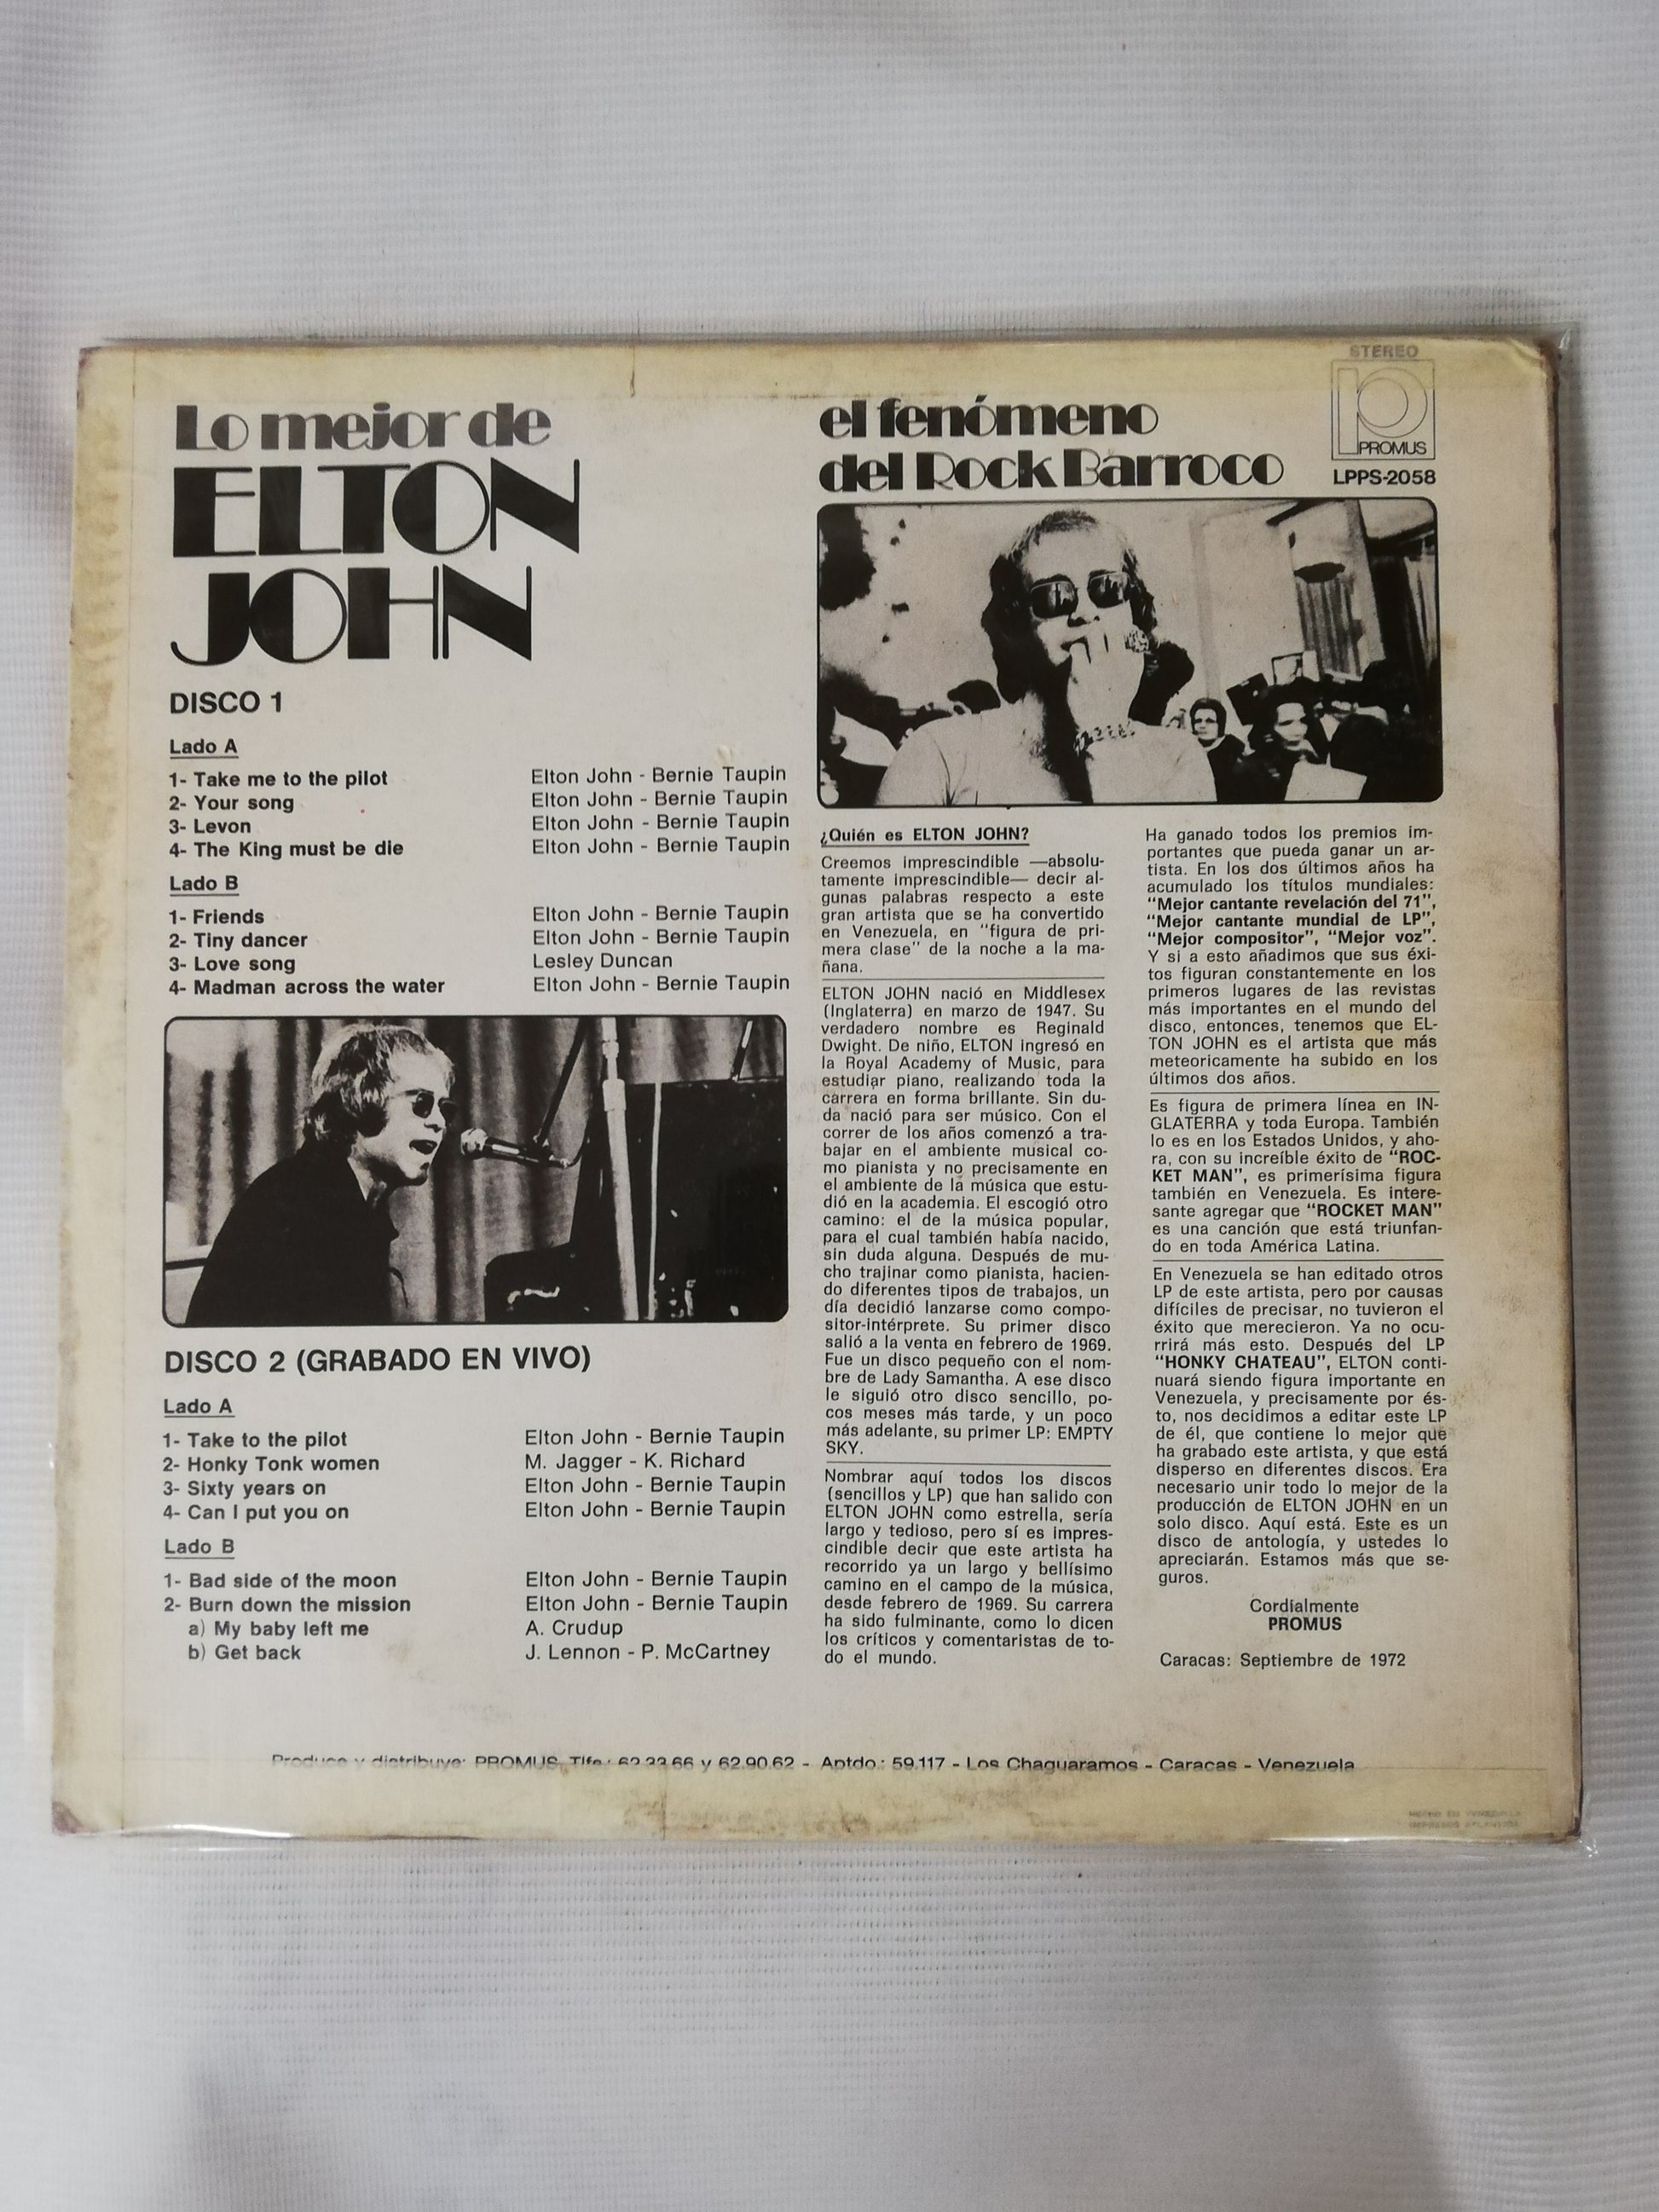 Lo mejor de
ELTON
JOHN
DISCO 1
Lado A
1- Take me to the pilot Elton John - Bernie Taupin
2- Your song Elton John - Bernie Taupin
3- Levon Elton John - Bernie Taupin
4- The King must be die Elton John - Bernie Taupin
Lado B
1- Friends Elton John - Bernie Taupin
2- Tiny dancer Elton John - Bernie Taupin
3- Love song Lesley Duncan
4- Madman across the water Elton John - Bernie Taupin
DISCO 2 (GRABADO EN VIVO)
Lado A
1- Take to the pilot Elton John - Bernie Taupin
2- Honky Tonk women M. Jagger - K. Richard
3- Sixty years on Elton John - Bernie Taupin
4- Can I put you on Elton John - Bernie Taupin
Lado B
1- Bad side of the moon Elton John - Bernie Taupin
2- Burn down the mission Elton John - Bernie Taupin
a) My baby left me A. Crudup
b) Get back J. Lennon - P. McCartney
el fenómeno
del Rock Barroco
STEREO
PROMUS
LPPS-2058
¿Quién es ELTON JOHN?
Creemos imprescindible —absolu-
tamente imprescindible— decir al-
gunas palabras respecto a este
gran artista que se ha convertido
en Venezuela, en "figura de pri-
mera clase" de la noche a la ma-
ñana.
ELTON JOHN nació en Middlesex
(Inglaterra) en marzo de 1947. Su
verdadero nombre es Reginald
Dwight. De niño, ELTON ingresó en
la Royal Academy of Music, para
estudiar piano, realizando toda la
carrera en forma brillante. Sin du-
da nació para ser músico. Con el
correr de los años comenzó a tra-
bajar en el ambiente musical co-
mo pianista y no precisamente en
el ambiente de la música que estu-
dió en la academia. El escogió otro
camino: el de la música popular,
para el cual también había nacido,
sin duda alguna. Después de mu-
cho trajinar como pianista, hacien-
do diferentes tipos de trabajos, un
día decidió lanzarse como compo-
sitor-intérprete. Su primer disco
salió a la venta en febrero de 1969.
Fue un disco pequeño con el nom-
bre de Lady Samantha. A ese disco
le siguió otro disco sencillo, po-
cos meses más tarde, y un poco
más adelante, su primer LP: EMPTY
SKY.
Nombrar aquí todos los discos
(sencillos y LP) que han salido con
ELTON JOHN como estrella, sería
largo y tedioso, pero sí es impres-
cindible decir que este artista ha
recorrido ya un largo y bellísimo
camino en el campo de la música,
desde febrero de 1969. Su carrera
ha sido fulminante, como lo dicen
los críticos y comentaristas de to-
do el mundo.
Ha ganado todos los premios im-
portantes que pueda ganar un ar-
tista. En los dos últimos años ha
acumulado los títulos mundiales:
"Mejor cantante revelación del 71",
"Mejor cantante mundial de LP",
"Mejor compositor", "Mejor voz".
Y si a esto añadimos que sus éxi-
tos figuran constantemente en los
primeros lugares de las revistas
más importantes en el mundo del
disco, entonces, tenemos que EL-
TON JOHN es el artista que más
meteoricamente ha subido en los
últimos dos años.
Es figura de primera línea en IN-
GLATERRA y toda Europa. También
lo es en los Estados Unidos, y aho-
ra, con su increíble éxito de "ROC-
KET MAN", es primerísima figura
también en Venezuela. Es intere-
sante agregar que "ROCKET MAN"
es una canción que está triunfan-
do en toda América Latina.
En Venezuela se han editado otros
LP de este artista, pero por causas
difíciles de precisar, no tuvieron el
éxito que merecieron. Ya no ocu-
rrirá más esto. Después del LP
"HONKY CHATEAU", ELTON conti-
nuará siendo figura importante en
Venezuela, y precisamente por és-
to, nos decidimos a editar este LP
de él, que contiene lo mejor que
ha grabado este artista, y que está
disperso en diferentes discos. Era
necesario unir todo lo mejor de la
producción de ELTON JOHN en un
solo disco. Aquí está. Este es un
disco de antología, y ustedes lo
apreciarán. Estamos más que se-
guros.
Cordialmente
PROMUS
Caracas: Septiembre de 1972
Produce y distribuye: PROMUS, Tlfs.: 62.33.66 y 62.90.62 - Aptdo.: 59.117 - Los Chaguaramos - Caracas - Venezuela
HECHO EN VENEZUELA